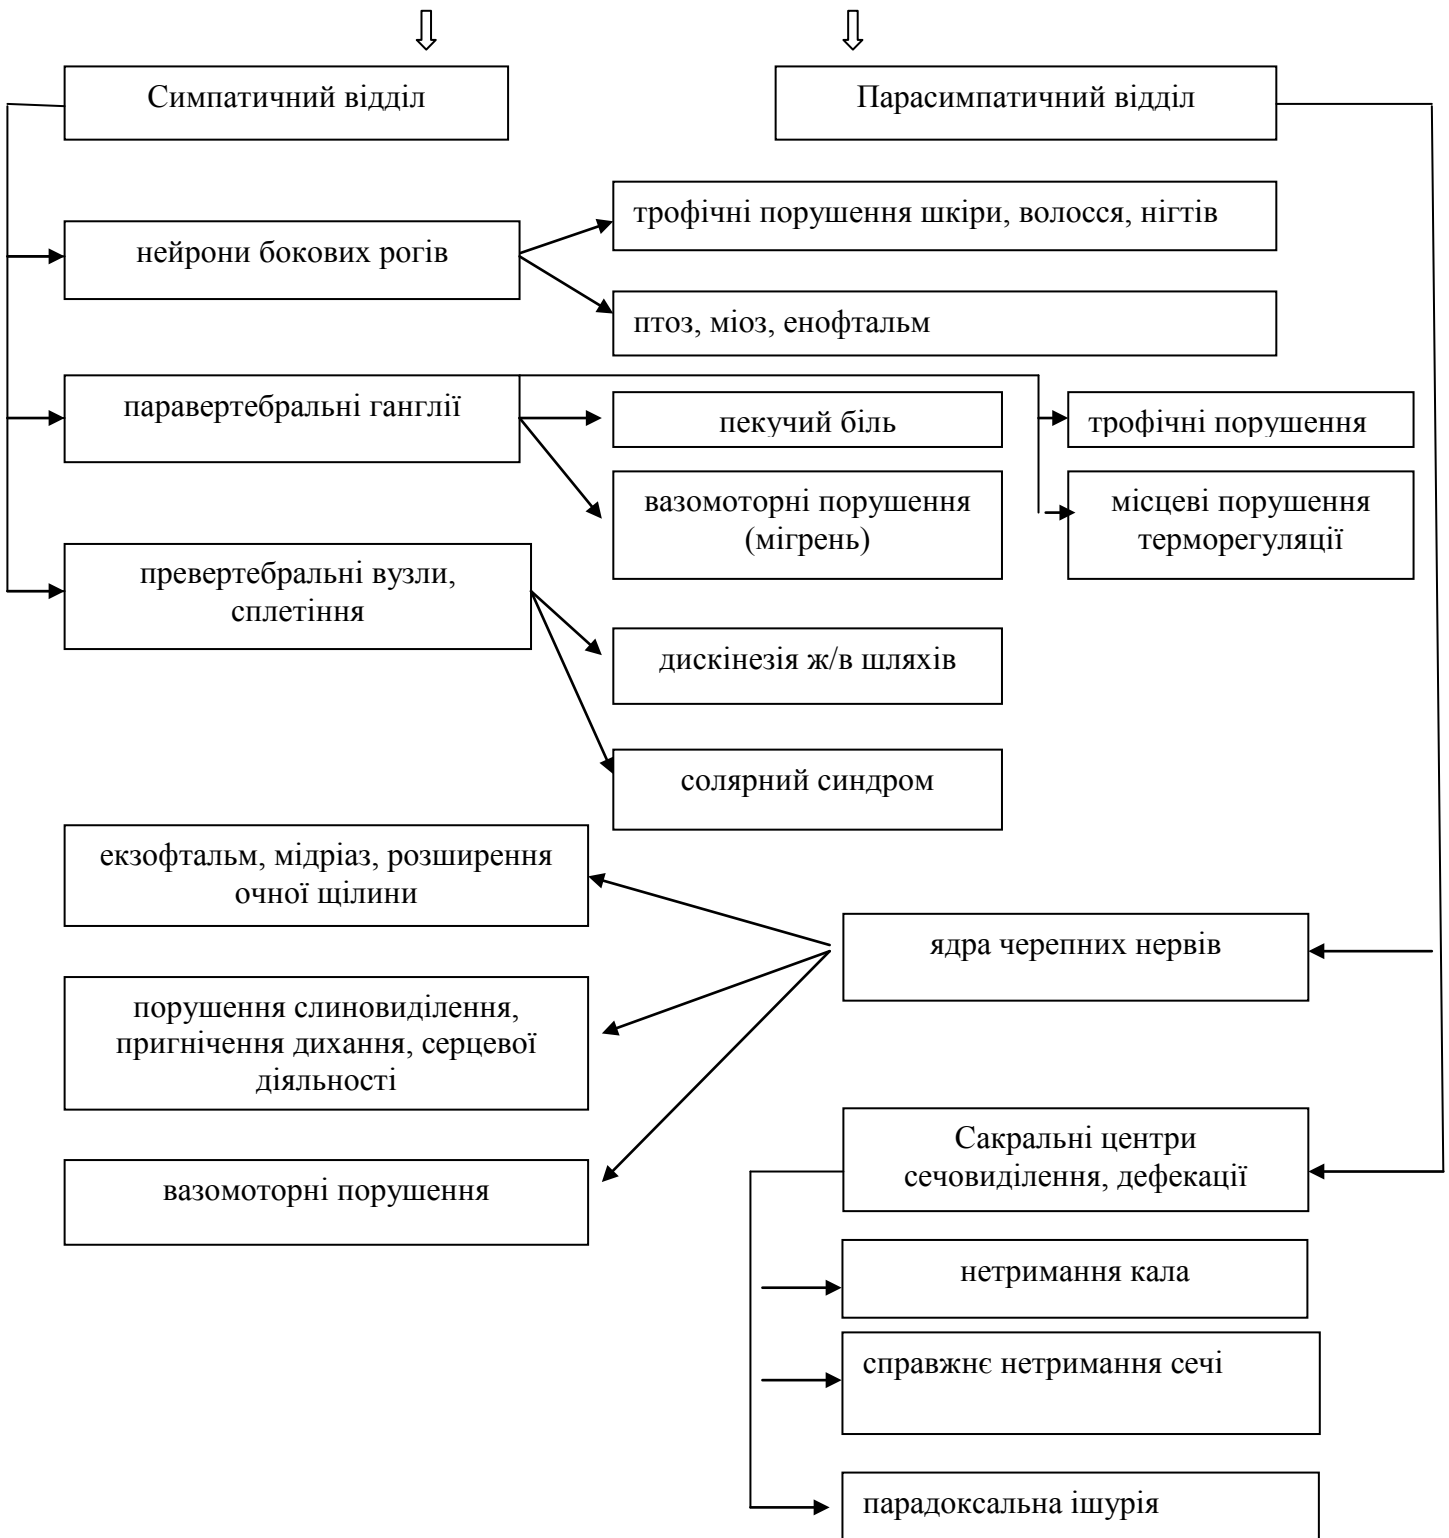 Симпатичний відділ
Парасимпатичний відділ
трофічні порушення шкіри, волосся, нігтів
нейрони бокових рогів
птоз, міоз, енофтальм
паравертебральні ганглії
пекучий біль
трофічні порушення
вазомоторні порушення
(мігрень)
місцеві порушення
терморегуляції
превертебральні вузли,
сплетіння
дискінезія ж/в шляхів
солярний синдром
екзофтальм, мідріаз, розширення
очної щілини
ядра черепних нервів
порушення слиновиділення,
пригнічення дихання, серцевої
діяльності
Сакральні центри
сечовиділення, дефекації
вазомоторні порушення
нетримання кала
справжнє нетримання сечі
парадоксальна ішурія